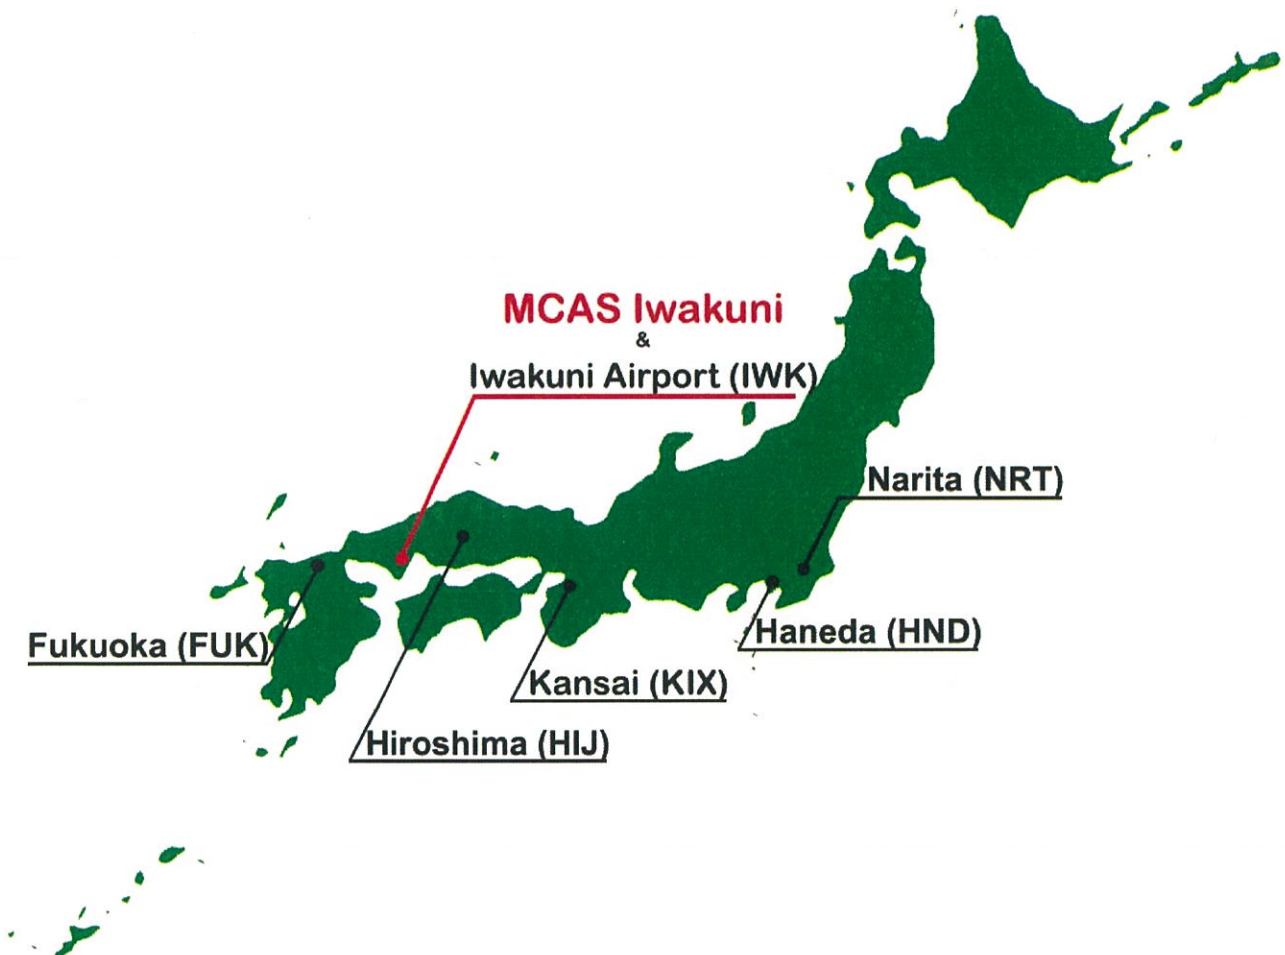 MCAS Iwakuni
&
Iwakuni Airport (IWK)
Narita (NRT)
Haneda (HND)
Fukuoka (FUK)
Kansai (KIX)
Hiroshima (HIJ)